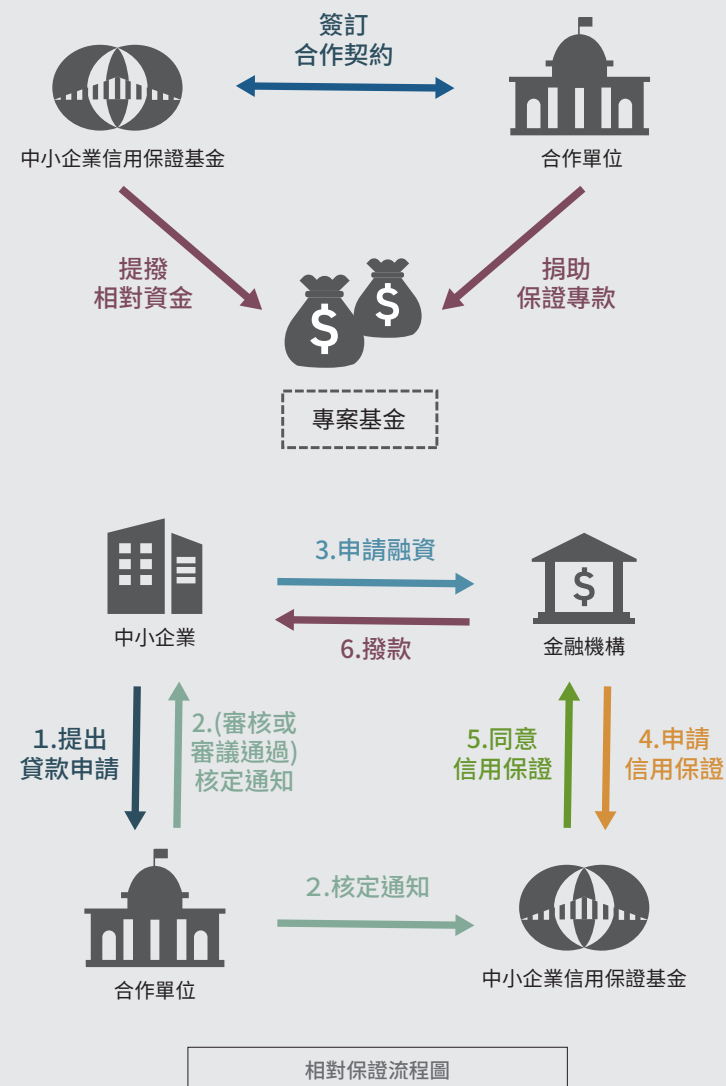 簽訂
合作契約
中小企業信用保證基金
合作單位
提撥
相對資金
捐助
保證專款
$
$
專案基金
3.申請融資
$
中小企業
金融機構
6.撥款
1.提出
貸款申請
2.(審核或
審議通過)
核定通知
5.同意
信用保證
4.申請
信用保證
2.核定通知
合作單位
中小企業信用保證基金
相對保證流程圖